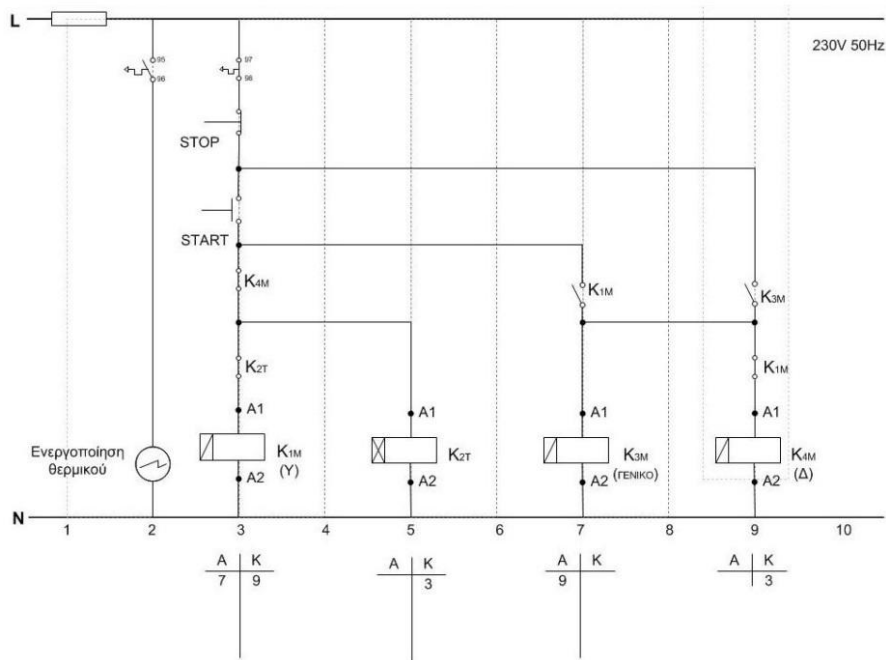 L
230V 50Hz
95
96
97
98
STOP
START
K4M
K1M
K3M
K2T
K1M
A1
A1
A1
A1
Ενεργοποίηση
θερμικού
K1M
(Y)
K2T
K3M
(ΓΕΝΙΚΟ)
K4M
(Δ)
A2
A2
A2
A2
N
1 2 3 4 5 6 7 8 9 10
A K A K A K A K
7 9 3 9 3